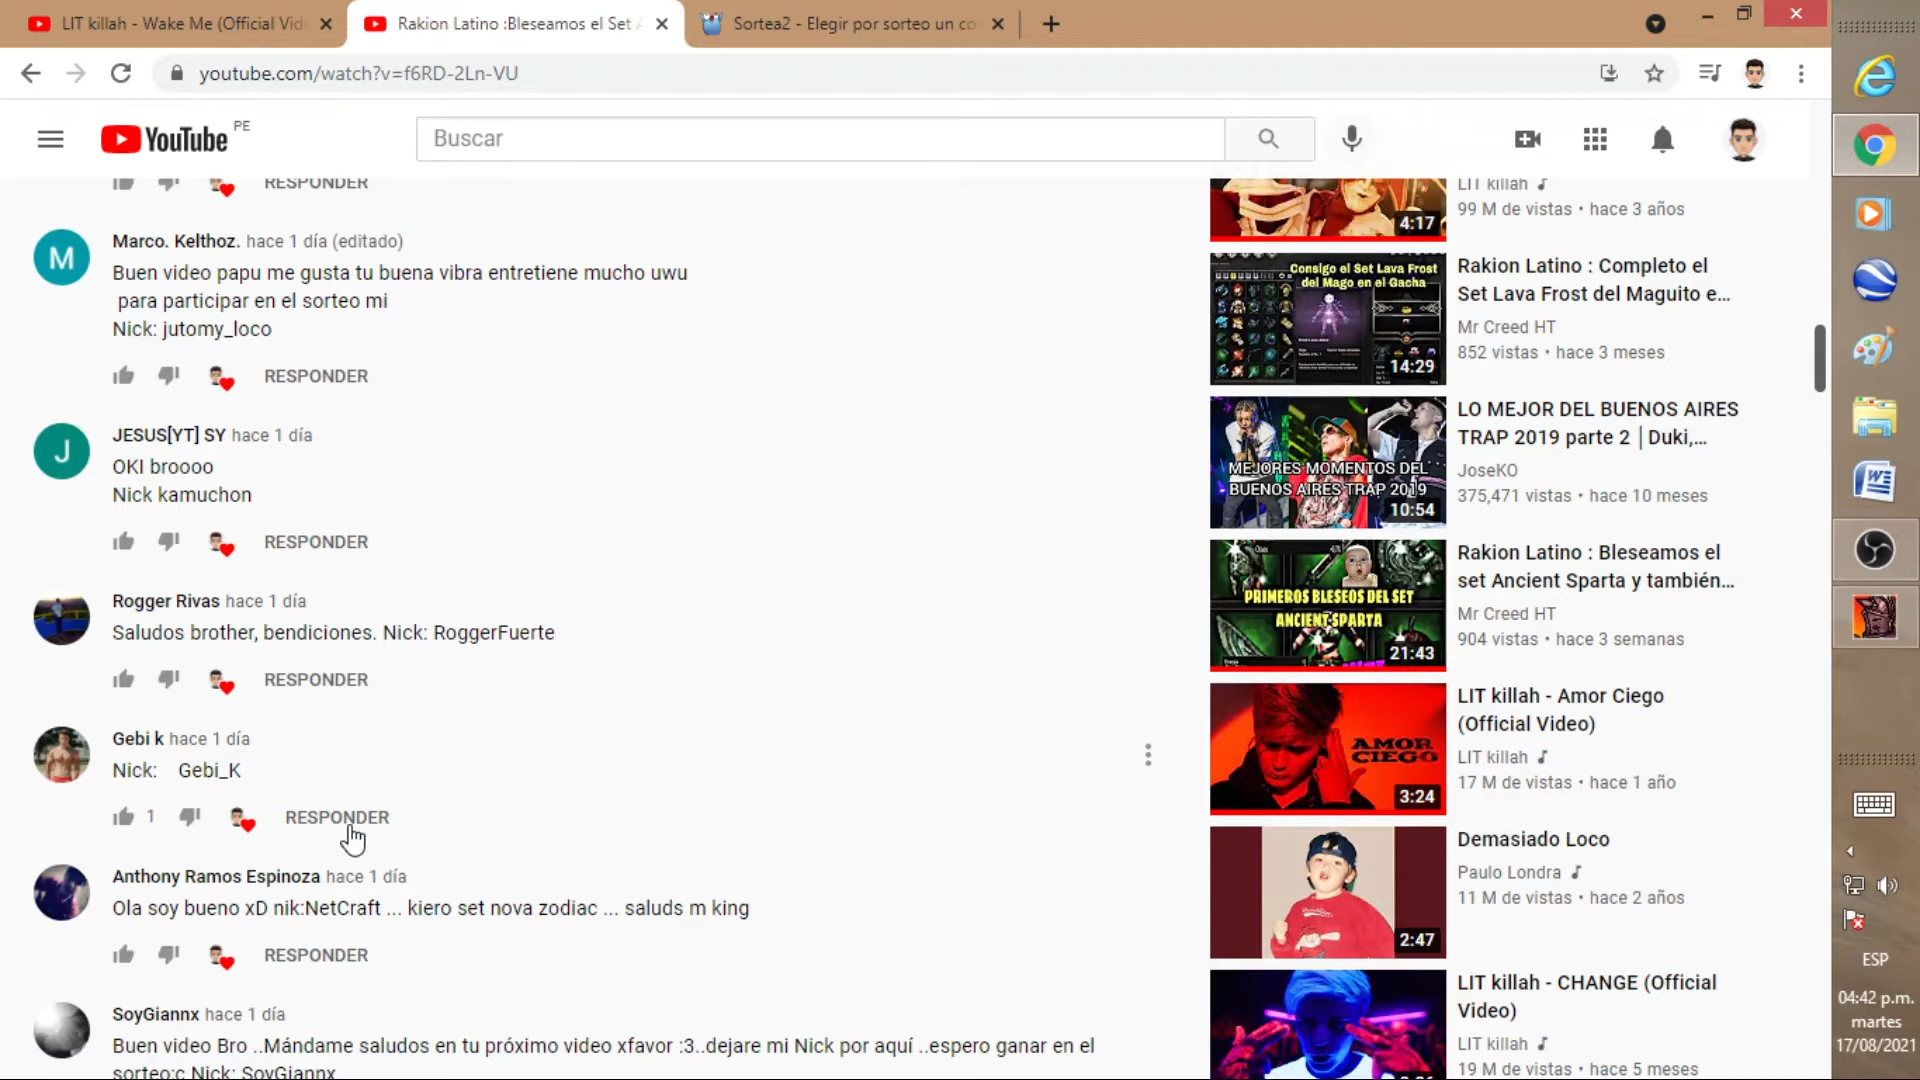 LIT killah - Wake Me (Official Vid
Rakion Latino :Bleseamos el Set A
Sortea2 - Elegir por sorteo un co
youtube.com/watch?v=f6RD-2Ln-VU
YouTube PE
Buscar
RESPONDER
Marco. Kelthoz. hace 1 día (editado)
Buen video papu me gusta tu buena vibra entretiene mucho uwu
para participar en el sorteo mi
Nick: jutomy_loco
RESPONDER
JESUS[YT] SY hace 1 día
OKI broooo
Nick kamuchon
RESPONDER
Rogger Rivas hace 1 día
Saludos brother, bendiciones. Nick: RoggerFuerte
RESPONDER
Gebi k hace 1 día
Nick: Gebi_K
1 RESPONDER
Anthony Ramos Espinoza hace 1 día
Ola soy bueno xD nik:NetCraft ... kiero set nova zodiac ... saluds m king
RESPONDER
SoyGiannx hace 1 día
Buen video Bro ..Mándame saludos en tu próximo video xfavor :3..dejare mi Nick por aquí ..espero ganar en el
sorteo:c Nick: SoyGiannx
M
J
4:17
LIT killah
99 M de vistas • hace 3 años
Consigo el Set Lava Frost
del Mago en el Gacha
14:29
Rakion Latino : Completo el
Set Lava Frost del Maguito e...
Mr Creed HT
852 vistas • hace 3 meses
MEJORES MOMENTOS DEL
BUENOS AIRES TRAP 2019
10:54
LO MEJOR DEL BUENOS AIRES
TRAP 2019 parte 2 │Duki,...
JoseKO
375,471 vistas • hace 10 meses
PRIMEROS BLESEOS DEL SET
ANCIENT SPARTA
21:43
Rakion Latino : Bleseamos el
set Ancient Sparta y también...
Mr Creed HT
904 vistas • hace 3 semanas
AMOR
CIEGO
3:24
LIT killah - Amor Ciego
(Official Video)
LIT killah
17 M de vistas • hace 1 año
2:47
Demasiado Loco
Paulo Londra
11 M de vistas • hace 2 años
LIT killah - CHANGE (Official
Video)
LIT killah
19 M de vistas • hace 5 meses
ESP
04:42 p.m.
martes
17/08/2021